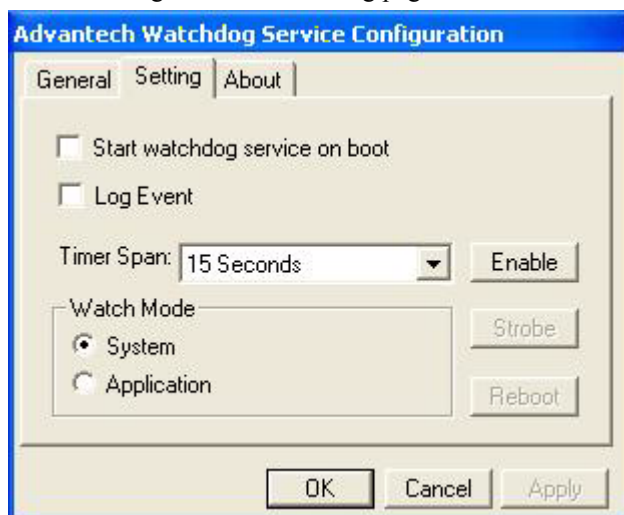 Advantech Watchdog Service Configuration
General Setting About
Start watchdog service on boot
Log Event
Timer Span: 15 Seconds Enable
Watch Mode
System
Application
Strobe
Reboot
OK Cancel Apply